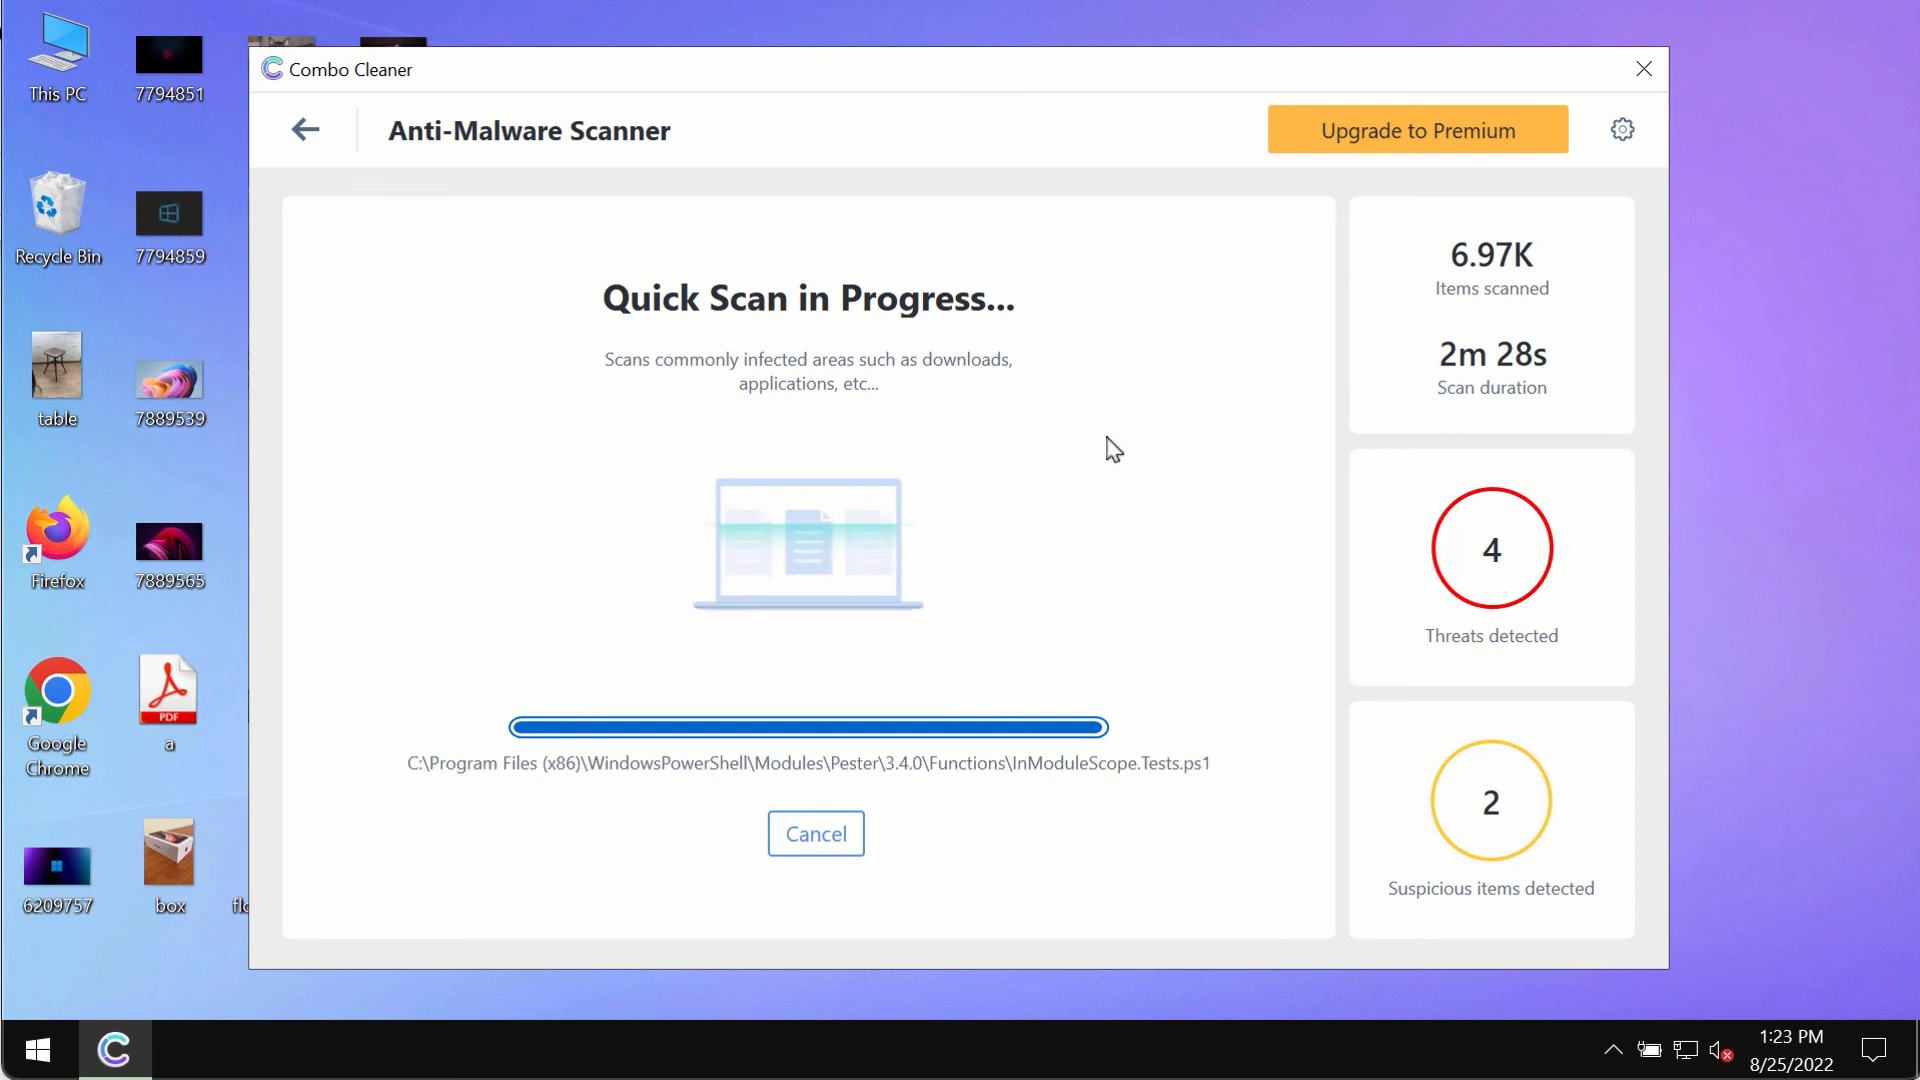 This PC
7794851
Recycle Bin
7794859
table
7889539
Firefox
7889565
Google
Chrome
PDF
a
6209757
box
Combo Cleaner
Anti-Malware Scanner
Upgrade to Premium
Quick Scan in Progress...
Scans commonly infected areas such as downloads,
applications, etc...
C:\Program Files (x86)\WindowsPowerShell\Modules\Pester\3.4.0\Functions\InModuleScope.Tests.ps1
Cancel
6.97K
Items scanned
2m 28s
Scan duration
4
Threats detected
2
Suspicious items detected
1:23 PM
8/25/2022